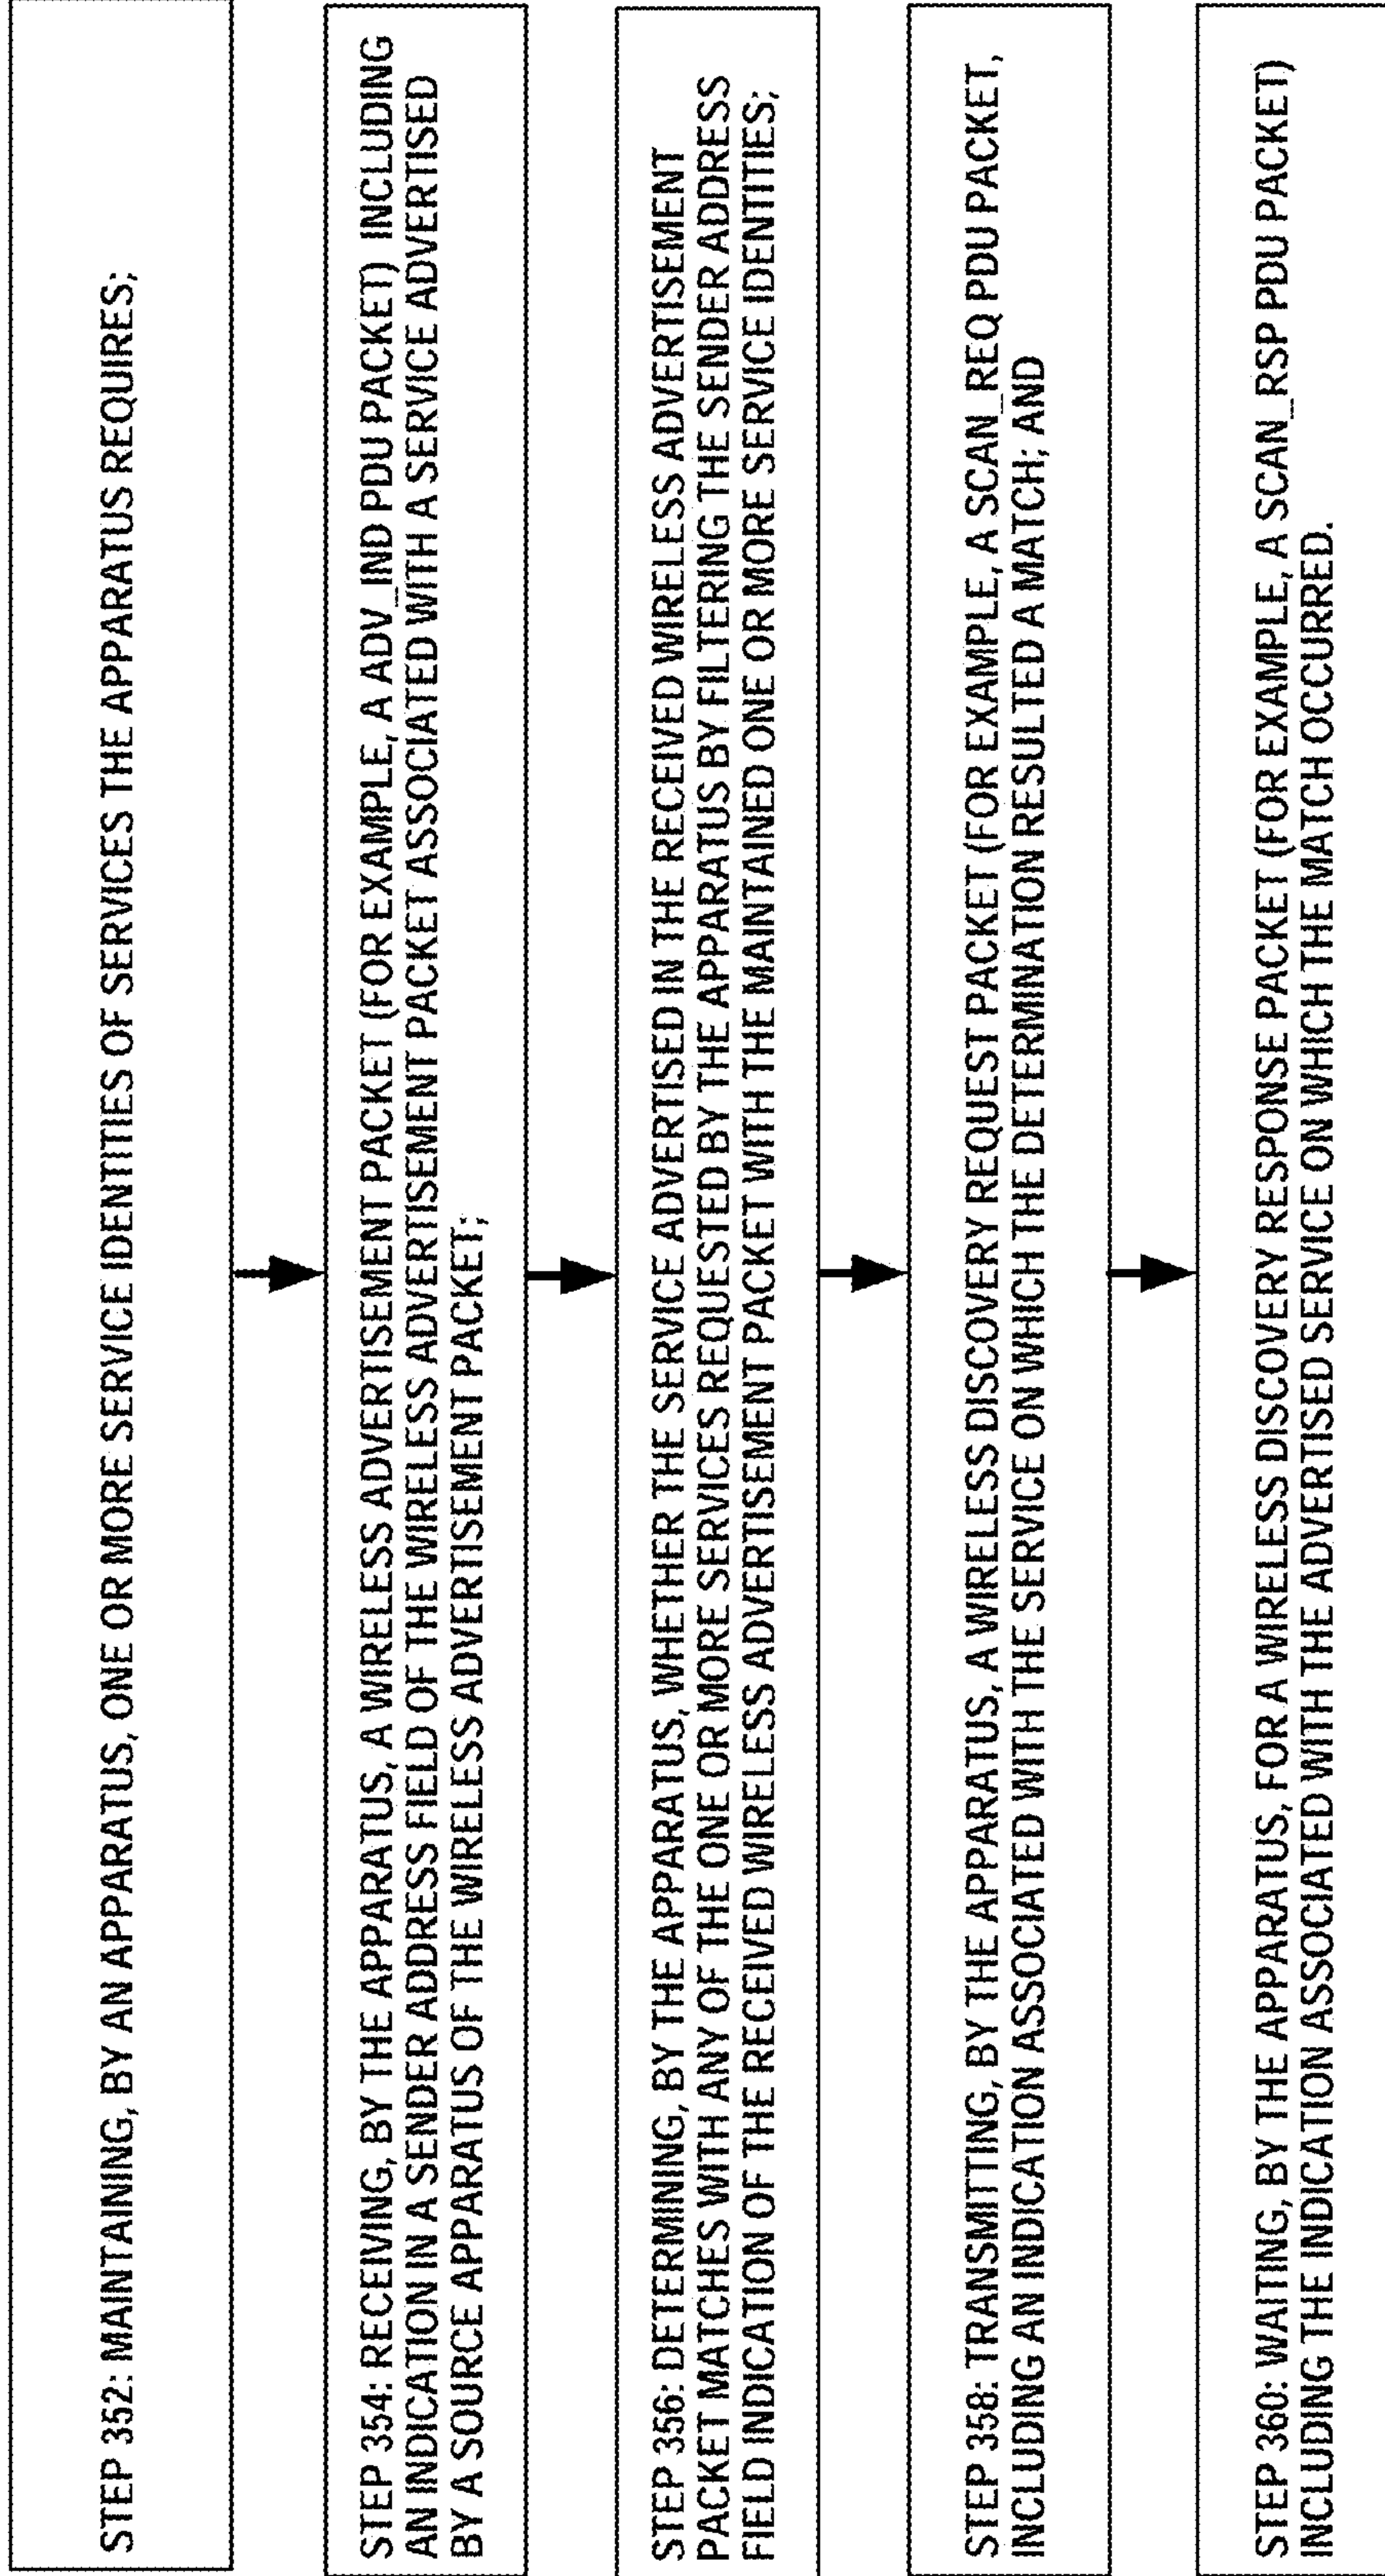 STEP 352: MAINTAINING, BY AN APPARATUS, ONE OR MORE SERVICE IDENTITIES OF SERVICES THE APPARATUS REQUIRES;
STEP 354: RECEIVING, BY THE APPARATUS, A WIRELESS ADVERTISEMENT PACKET (FOR EXAMPLE, A ADV_IND PDU PACKET) INCLUDING
AN INDICATION IN A SENDER ADDRESS FIELD OF THE WIRELESS ADVERTISEMENT PACKET ASSOCIATED WITH A SERVICE ADVERTISED
BY A SOURCE APPARATUS OF THE WIRELESS ADVERTISEMENT PACKET;
STEP 356: DETERMINING, BY THE APPARATUS, WHETHER THE SERVICE ADVERTISED IN THE RECEIVED WIRELESS ADVERTISEMENT
PACKET MATCHES WITH ANY OF THE ONE OR MORE SERVICES REQUESTED BY THE APPARATUS BY FILTERING THE SENDER ADDRESS
FIELD INDICATION OF THE RECEIVED WIRELESS ADVERTISEMENT PACKET WITH THE MAINTAINED ONE OR MORE SERVICE IDENTITIES;
STEP 358: TRANSMITTING, BY THE APPARATUS, A WIRELESS DISCOVERY REQUEST PACKET (FOR EXAMPLE, A SCAN_REQ PDU PACKET,
INCLUDING AN INDICATION ASSOCIATED WITH THE SERVICE ON WHICH THE DETERMINATION RESULTED A MATCH; AND
STEP 360: WAITING, BY THE APPARATUS, FOR A WIRELESS DISCOVERY RESPONSE PACKET (FOR EXAMPLE, A SCAN_RSP PDU PACKET)
INCLUDING THE INDICATION ASSOCIATED WITH THE ADVERTISED SERVICE ON WHICH THE MATCH OCCURRED.